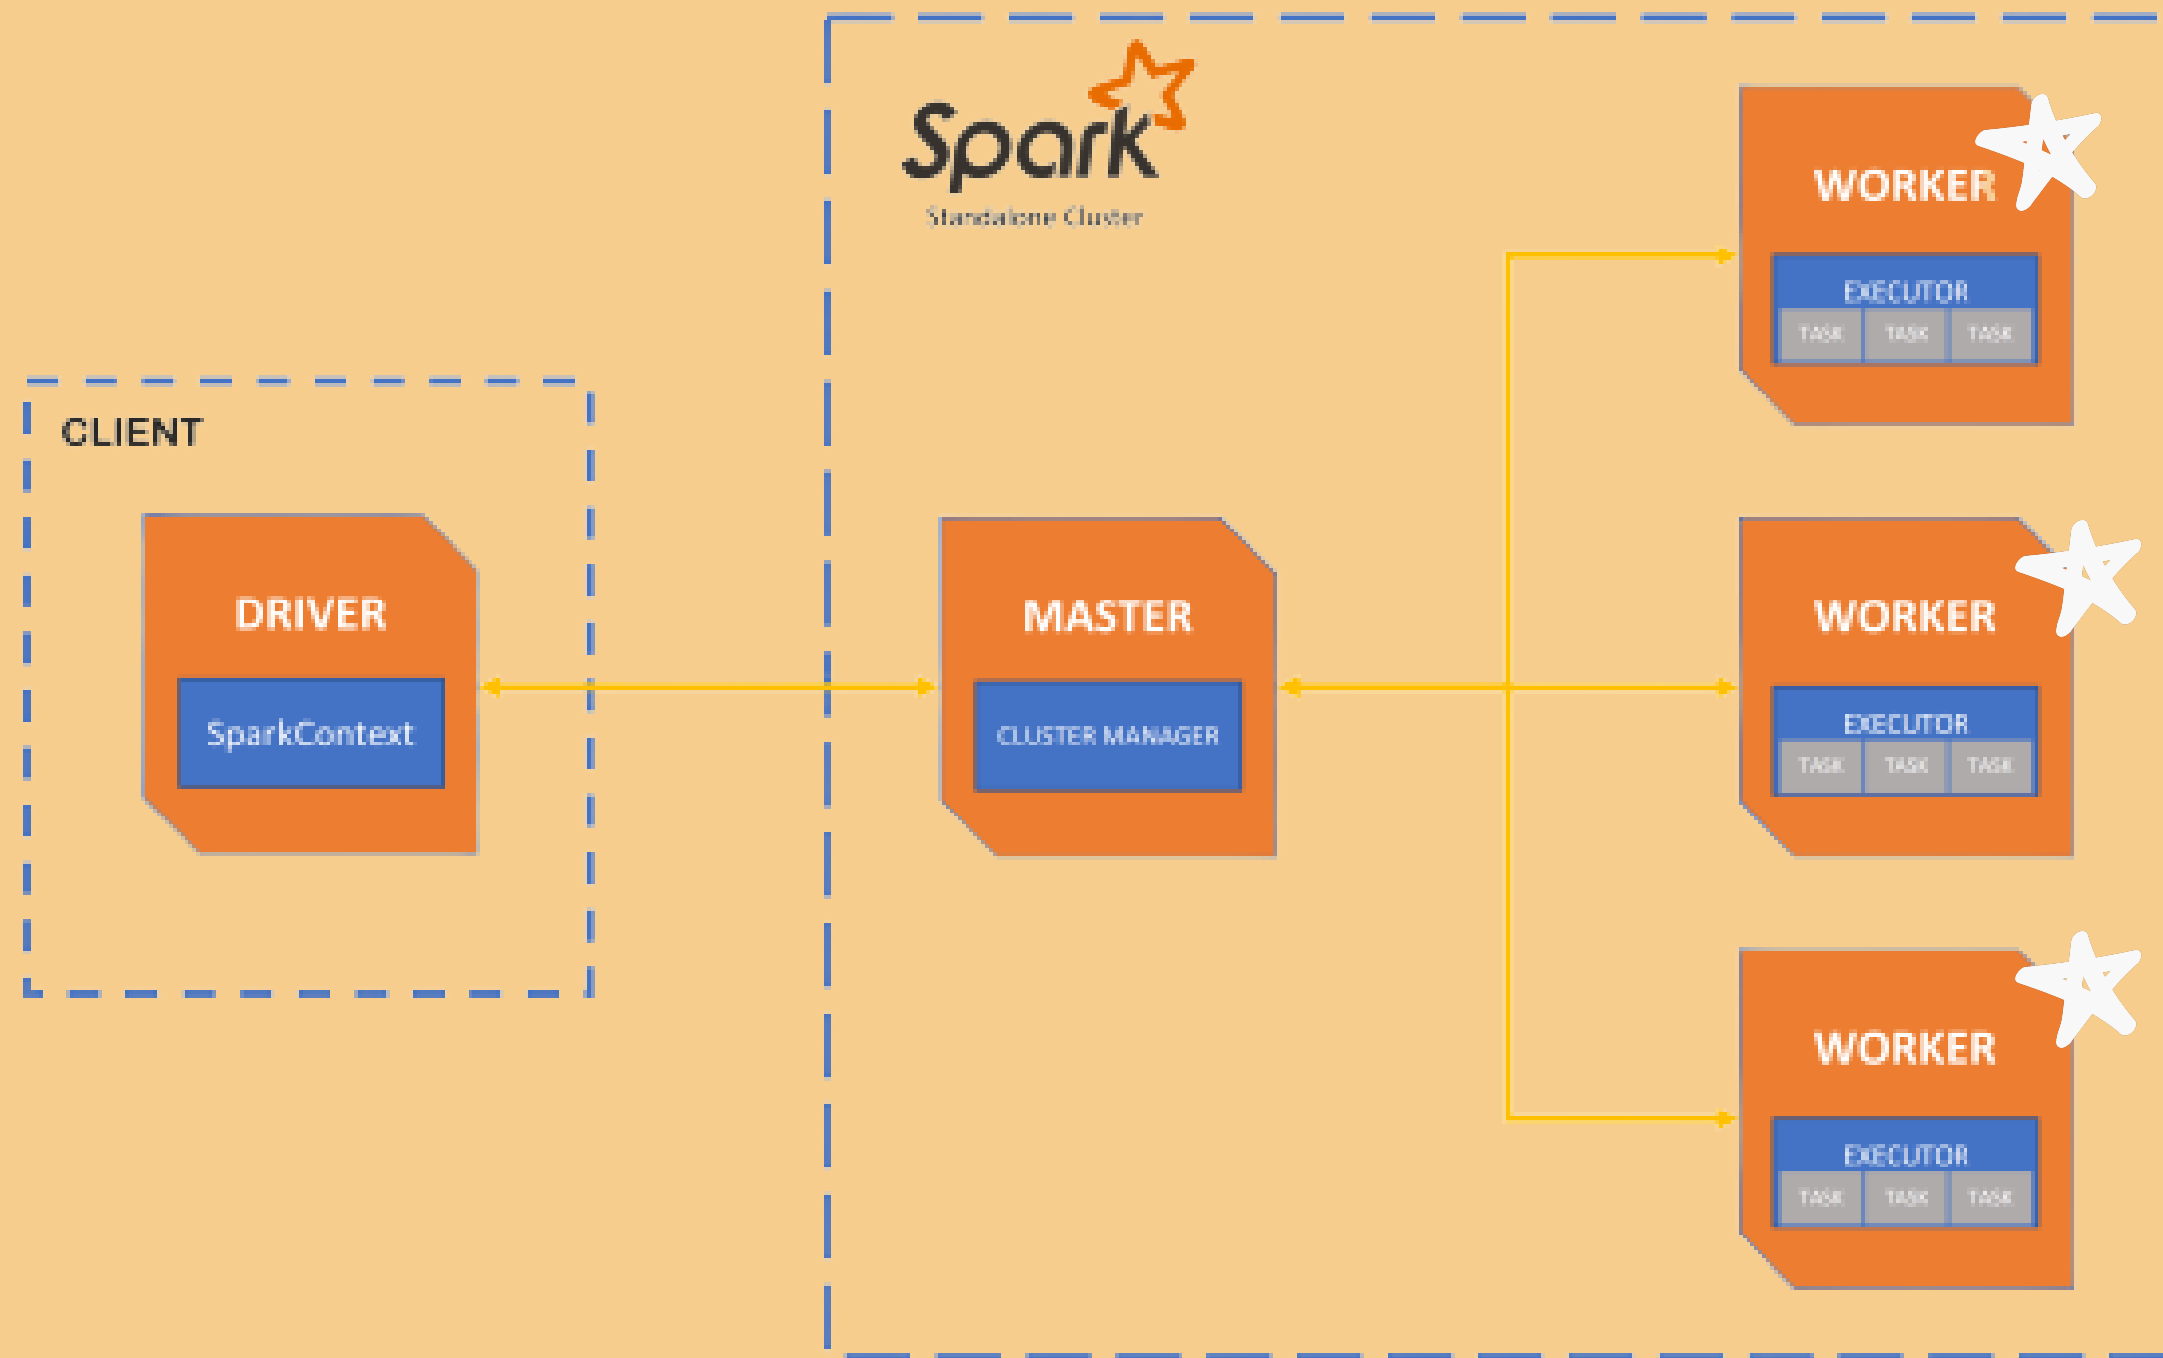 Spark
Standalone Cluster
CLIENT
DRIVER
SparkContext
MASTER
CLUSTER MANAGER
WORKER
EXECUTOR
TASK TASK TASK
WORKER
EXECUTOR
TASK TASK TASK
WORKER
EXECUTOR
TASK TASK TASK